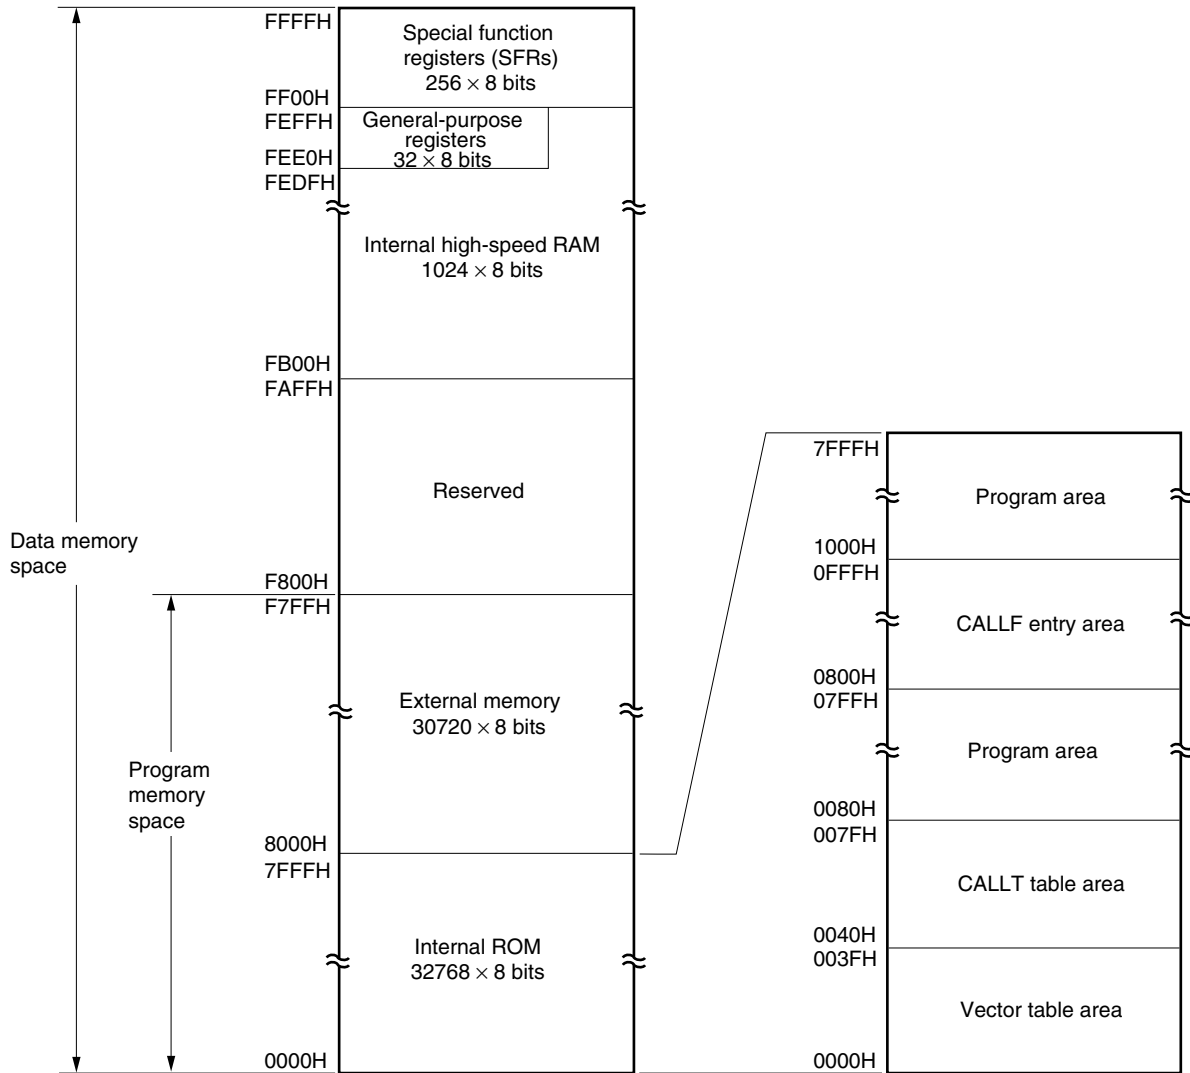 FFFFH
Special function
registers (SFRs)
256 × 8 bits
FF00H
FEFFH
General-purpose
registers
32 × 8 bits
FEE0H
FEDFH
Internal high-speed RAM
1024 × 8 bits
FB00H
FAFFH
Reserved
Data memory
space
F800H
F7FFH
External memory
30720 × 8 bits
Program
memory
space
8000H
7FFFH
Internal ROM
32768 × 8 bits
0000H
7FFFH
Program area
1000H
0FFFH
CALLF entry area
0800H
07FFH
Program area
0080H
007FH
CALLT table area
0040H
003FH
Vector table area
0000H